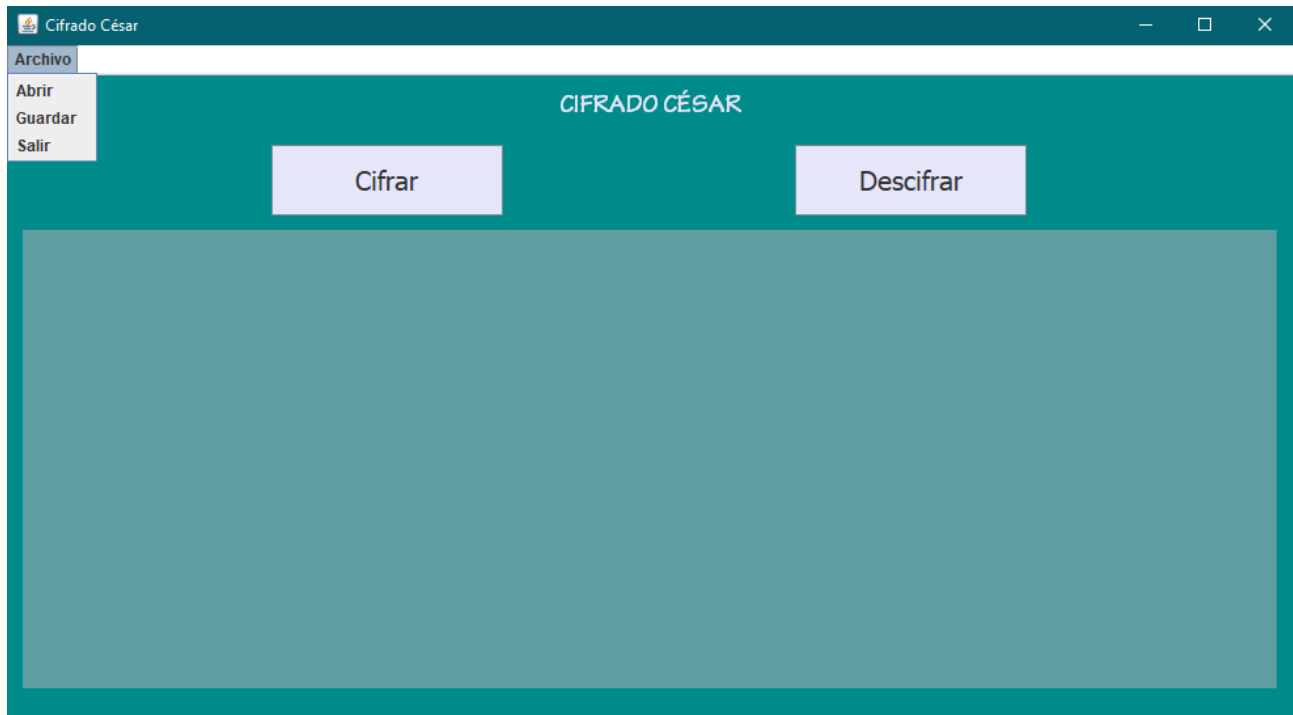 Cifrado César
Archivo
Abrir
Guardar
Salir
CIFRADO CÉSAR
Cifrar
Descifrar